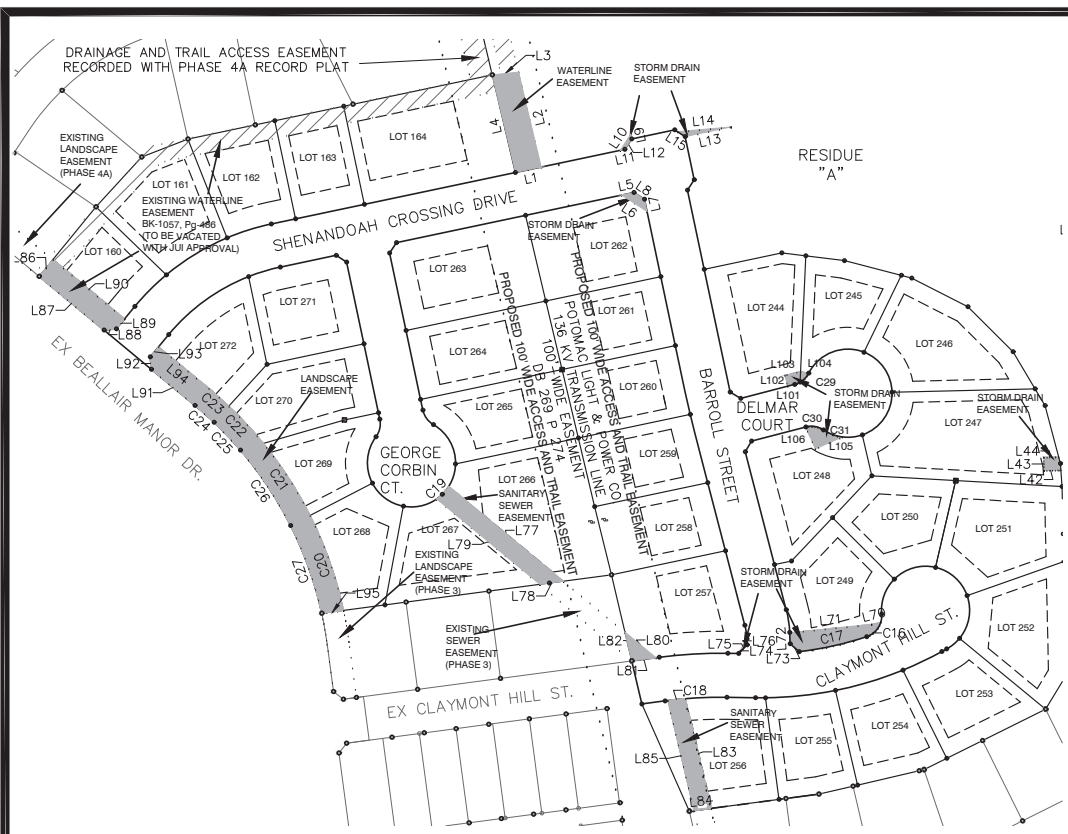 DRAINAGE AND TRAIL ACCESS EASEMENT
RECORDED WITH PHASE 4A RECORD PLAT
L3
WATERLINE
EASEMENT
STORM DRAIN
EASEMENT
L14
L13
L15
L10
L9
L12
L11
L4
L2
L1
RESIDUE
"A"
EXISTING
LANDSCAPE
EASEMENT
(PHASE 4A)
LOT 164
LOT 163
LOT 162
LOT 161
LOT 160
EXISTING WATERLINE
EASEMENT
BK-1057, Pg-486
(TO BE VACATED
WITH JUI APPROVAL)
SHENANDOAH CROSSING DRIVE
L5
L8
L7
L6
STORM DRAIN
EASEMENT
L86
L90
L87
L89
L88
L93
L92
L94
L91
LOT 262
LOT 263
LOT 271
LOT 272
LOT 261
LOT 264
LOT 260
LOT 270
LOT 265
LOT 259
LOT 269
LOT 266
LOT 258
LOT 268
LOT 267
LOT 257
EX BEALLAIR MANOR DR.
LANDSCAPE
EASEMENT
C23
C22
C24
C25
C21
C26
C20
C27
L95
PROPOSED 100' WIDE ACCESS AND TRAIL EASEMENT
DB 269 P 274
100' WIDE EASEMENT
136 KV TRANSMISSION LINE
POTOMAC LIGHT & POWER CO
PROPOSED 100' WIDE ACCESS AND TRAIL EASEMENT
GEORGE
CORBIN
CT.
C19
SANITARY
SEWER
EASEMENT
L77
L79
L78
EXISTING
LANDSCAPE
EASEMENT
(PHASE 3)
EXISTING
SEWER
EASEMENT
(PHASE 3)
EX CLAYMONT HILL ST.
BARROLL STREET
LOT 244
LOT 245
LOT 246
LOT 247
LOT 248
LOT 249
LOT 250
LOT 251
LOT 252
LOT 253
LOT 254
LOT 255
LOT 256
L103
L104
L102
L101
C29
STORM DRAIN
EASEMENT
DELMAR
COURT
C30
C31
L106
L105
STORM DRAIN
EASEMENT
L44
L43
L42
STORM DRAIN
EASEMENT
L71
L70
L72
C17
C16
L73
L76
L75
L74
L82
L80
L81
CLAYMONT HILL ST.
C18
SANITARY
SEWER
EASEMENT
L85
L83
L84